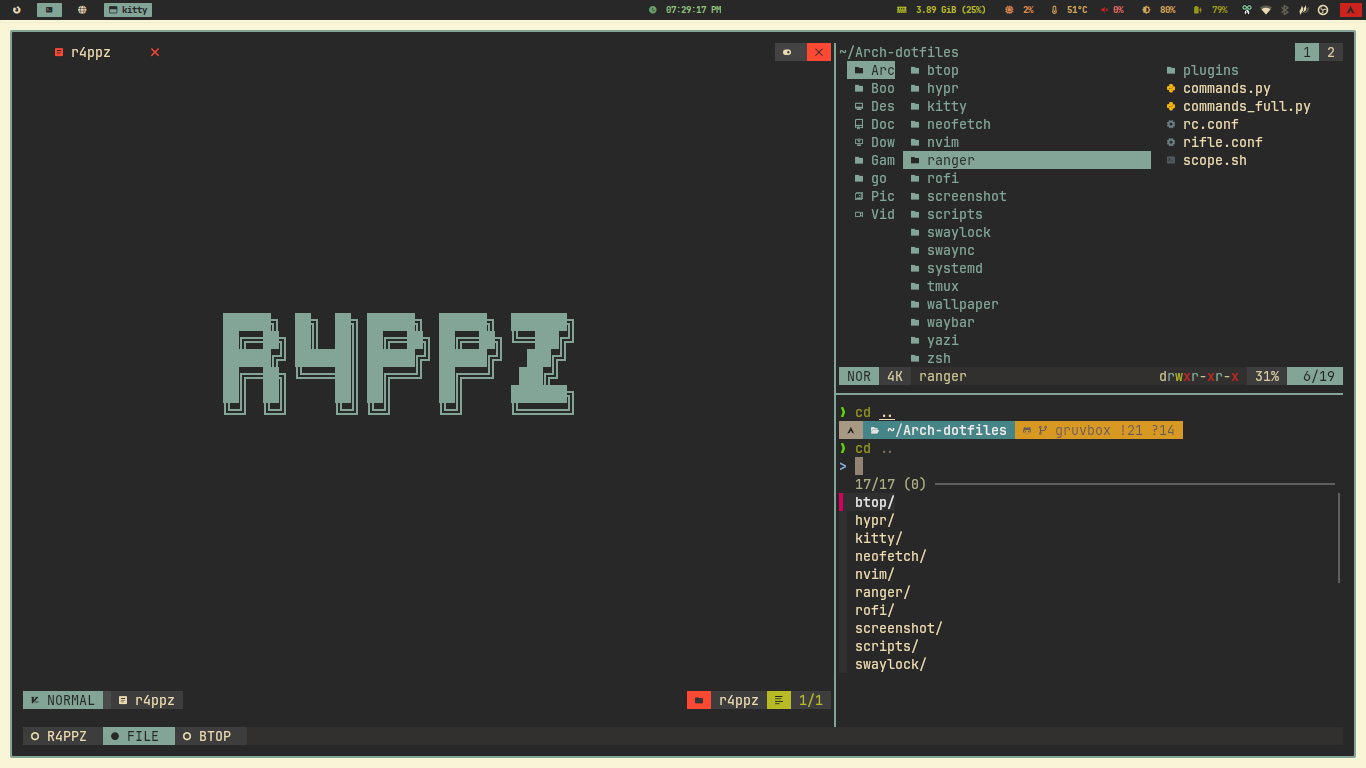 kitty 07:29:17 PM 3.89 GiB (25%) 2% 51°C 0% 80% 79%
r4ppz
R4PPZ
NORMAL r4ppz r4ppz 1/1
~/Arch-dotfiles 1 2
Arc btop plugins
Boo hypr commands.py
Des kitty commands_full.py
Doc neofetch rc.conf
Dow nvim rifle.conf
Gam ranger scope.sh
go rofi
Pic screenshot
Vid scripts
swaylock
swaync
systemd
tmux
wallpaper
waybar
yazi
zsh
NOR 4K ranger drwxr-xr-x 31% 6/19
❯ cd ..
~/Arch-dotfiles gruvbox !21 ?14
❯ cd ..
>
17/17 (0)
btop/
hypr/
kitty/
neofetch/
nvim/
ranger/
rofi/
screenshot/
scripts/
swaylock/
R4PPZ FILE BTOP